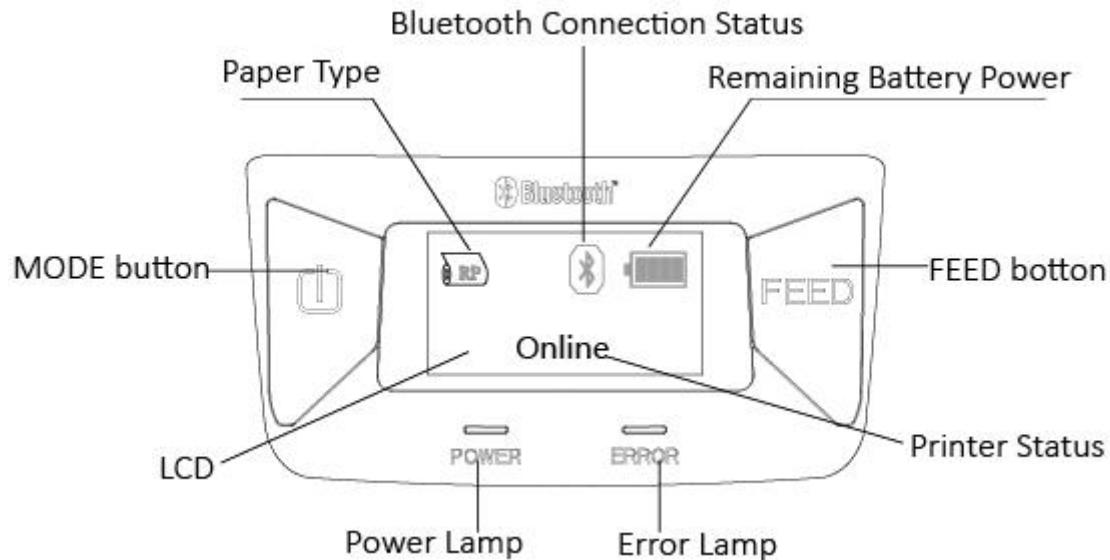 Bluetooth Connection Status
Paper Type
Remaining Battery Power
Bluetooth™
MODE button
RP
FEED
FEED botton
Online
LCD
POWER
ERROR
Printer Status
Power Lamp
Error Lamp